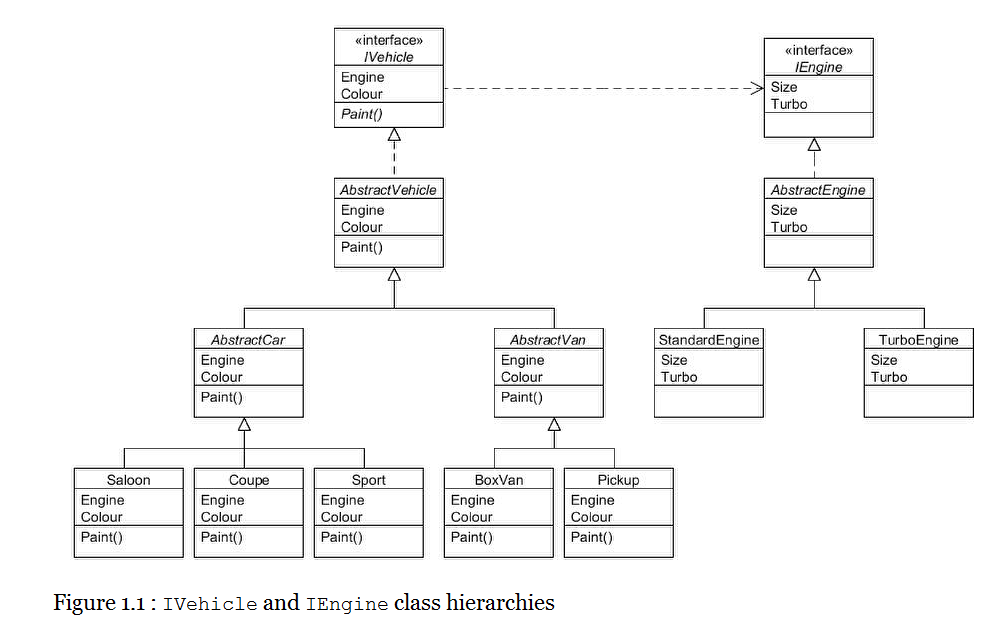 «interface»
IVehicle
Engine
Colour
Paint()
«interface»
IEngine
Size
Turbo
AbstractVehicle
Engine
Colour
Paint()
AbstractEngine
Size
Turbo
AbstractCar
Engine
Colour
Paint()
AbstractVan
Engine
Colour
Paint()
StandardEngine
Size
Turbo
TurboEngine
Size
Turbo
Saloon
Engine
Colour
Paint()
Coupe
Engine
Colour
Paint()
Sport
Engine
Colour
Paint()
BoxVan
Engine
Colour
Paint()
Pickup
Engine
Colour
Paint()
Figure 1.1 : IVehicle and IEngine class hierarchies